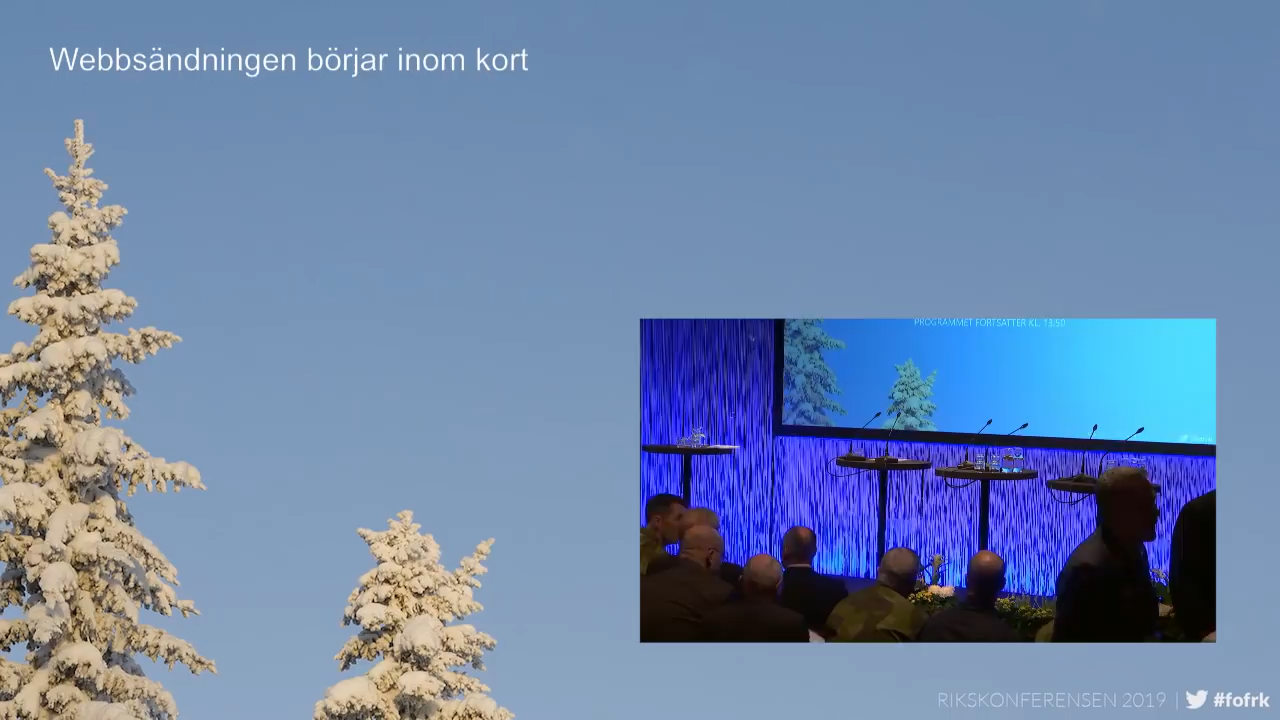 Webbsändningen börjar inom kort
PROGRAMMET FORTSÄTTER KL. 13.50
RIKSKONFERENSEN 2019 | #fofrk